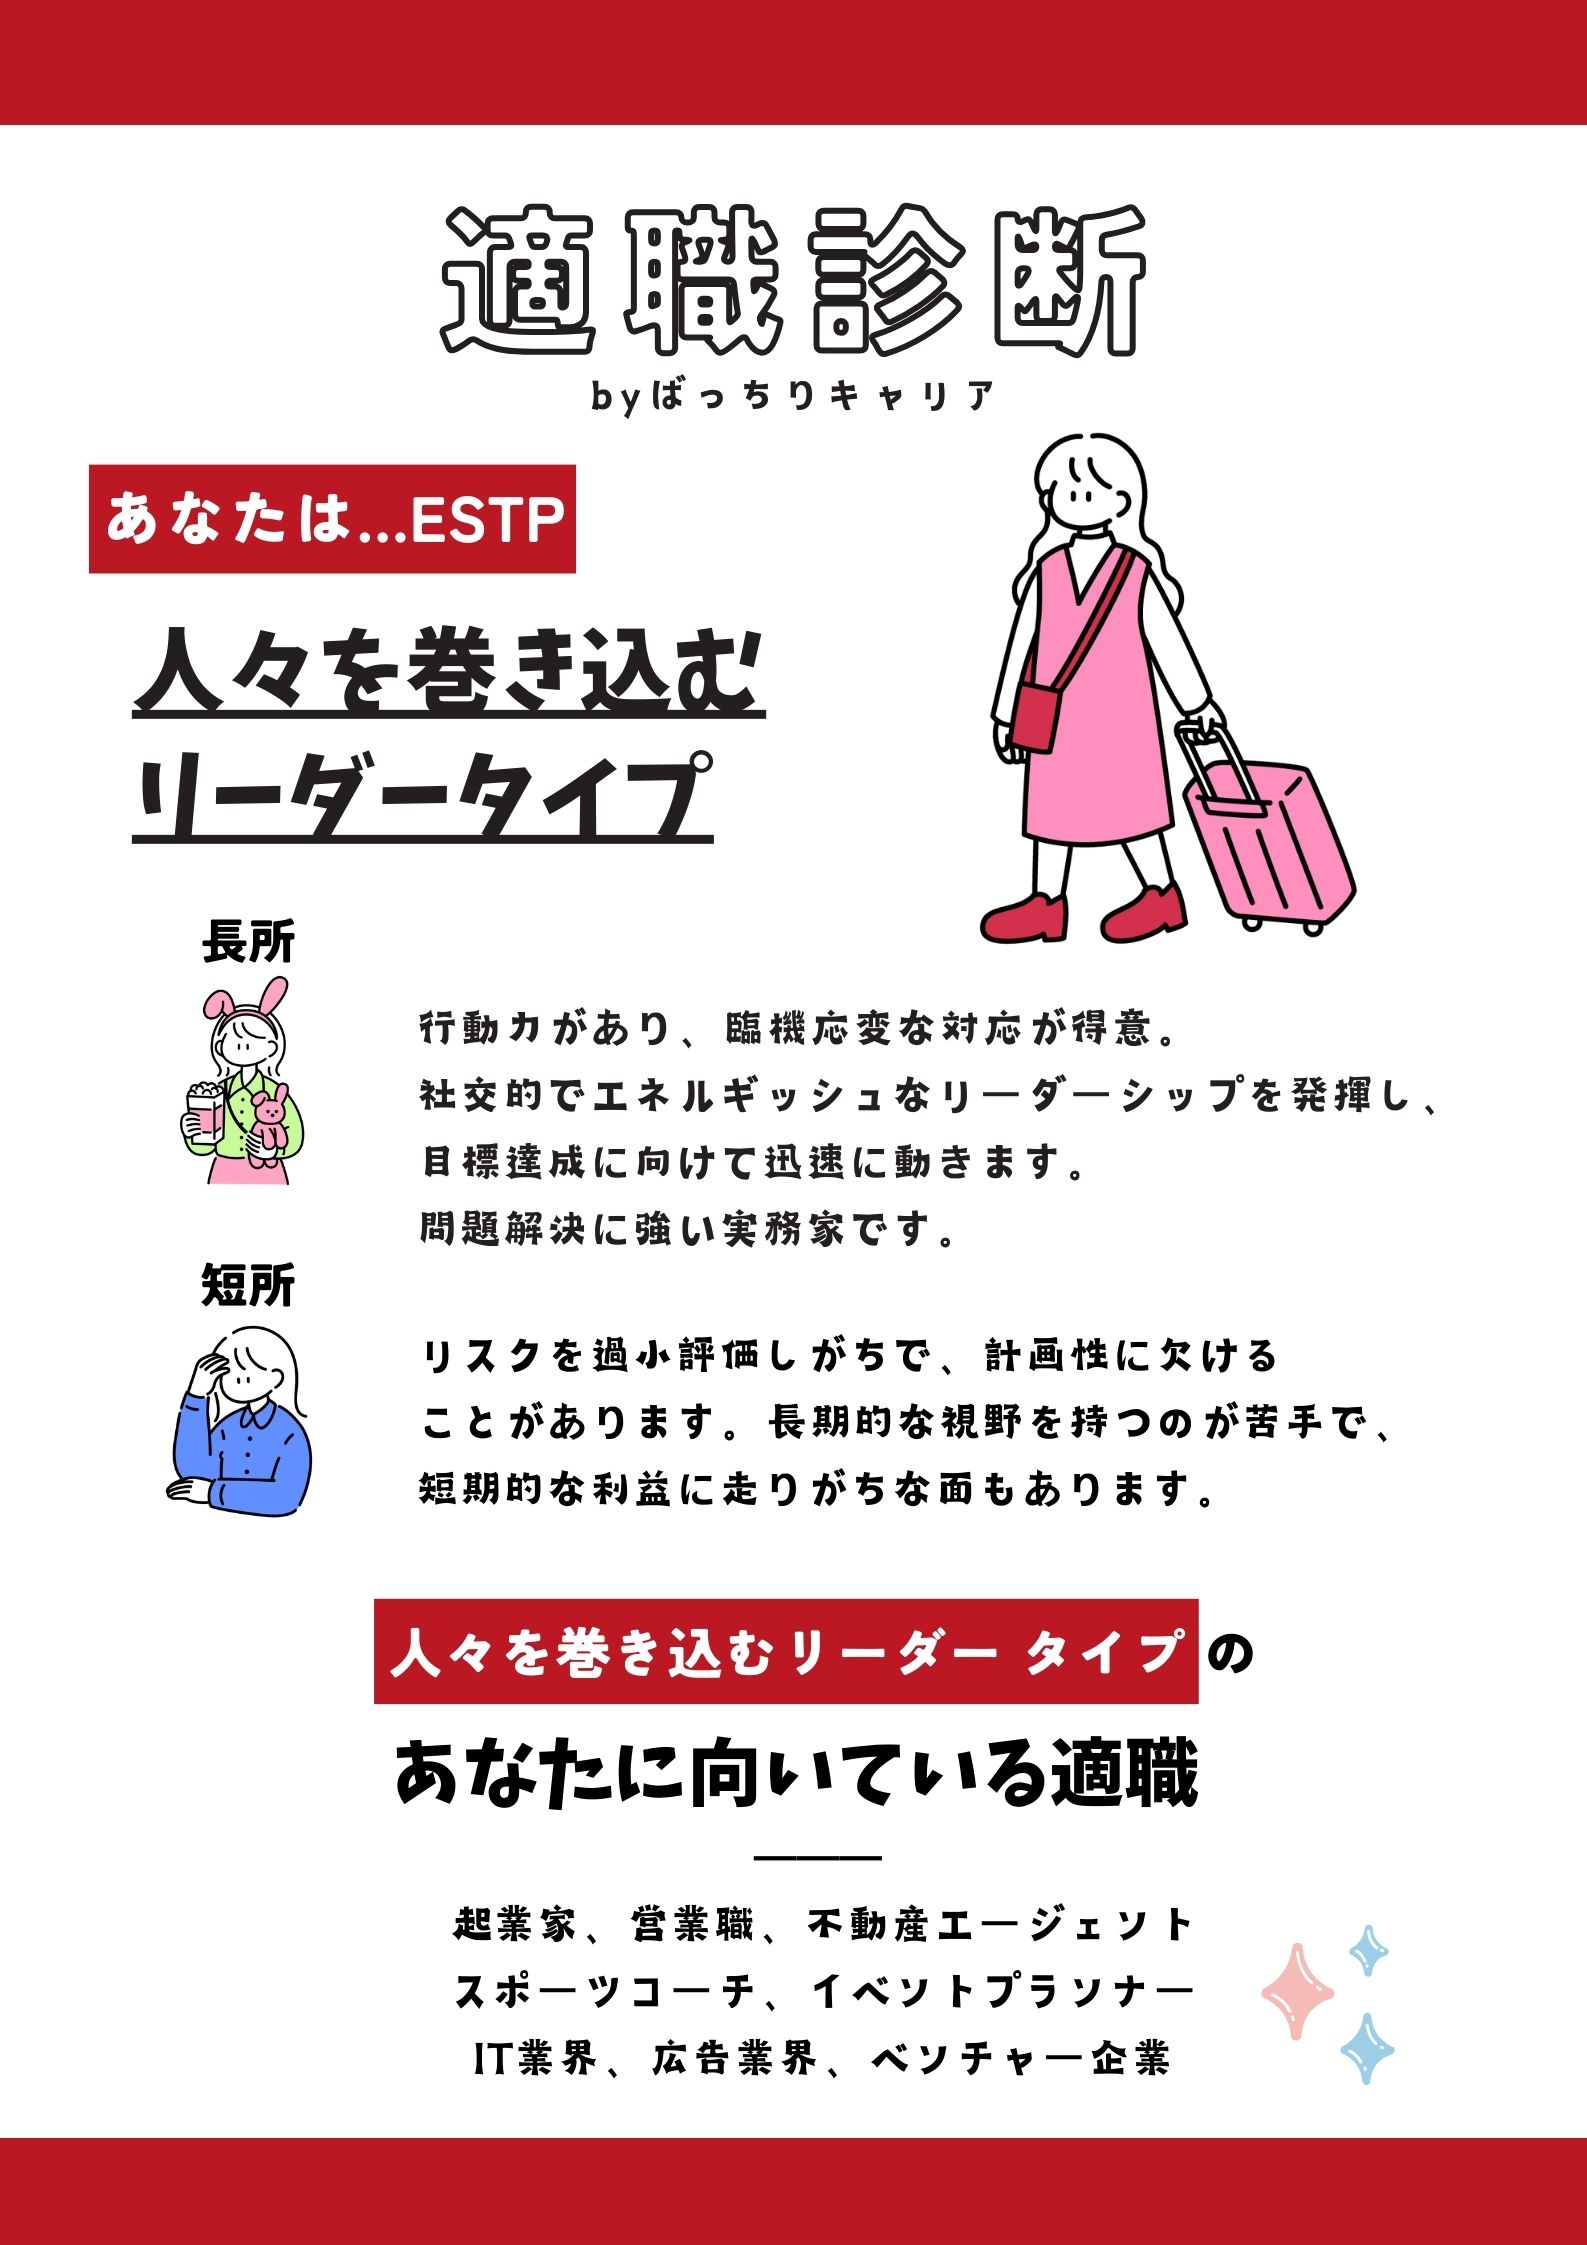 適職診断
byばっちりキャリア
あなたは...ESTP
人々を巻き込む
リーダータイプ
長所
行動力があり、臨機応変な対応が得意。
社交的でエネルギッシュなリーダーシップを発揮し、
目標達成に向けて迅速に動きます。
問題解決に強い実務家です。
短所
リスクを過小評価しがちで、計画性に欠ける
ことがあります。長期的な視野を持つのが苦手で、
短期的な利益に走りがちな面もあります。
人々を巻き込むリーダー タイプ の
あなたに向いている適職
起業家、営業職、不動産エージェント
スポーツコーチ、イベントプランナー
IT業界、広告業界、ベンチャー企業